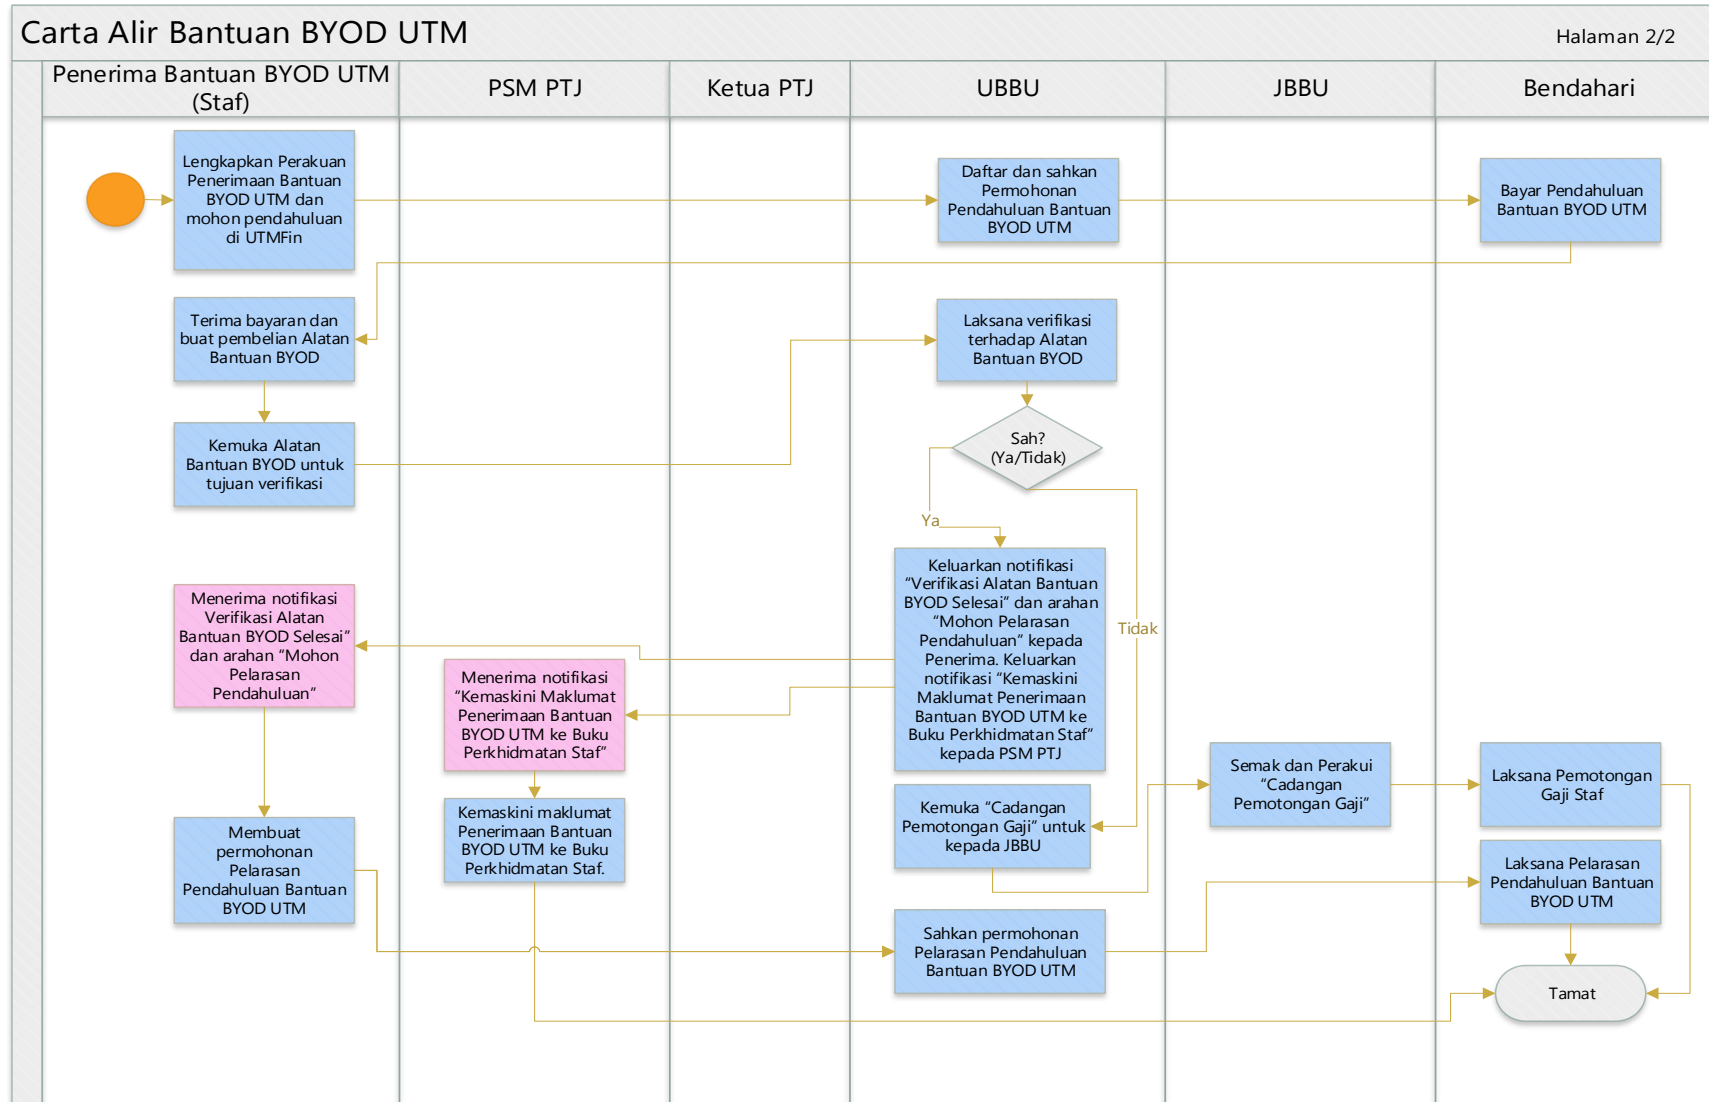 Carta Alir Bantuan BYOD UTM
Halaman 2/2
Penerima Bantuan BYOD UTM
(Staf)
PSM PTJ
Ketua PTJ
UBBU
JBBU
Bendahari
Lengkapkan Perakuan
Penerimaan Bantuan
BYOD UTM dan
mohon pendahuluan
di UTMFin
Daftar dan sahkan
Permohonan
Pendahuluan Bantuan
BYOD UTM
Bayar Pendahuluan
Bantuan BYOD UTM
Terima bayaran dan
buat pembelian Alatan
Bantuan BYOD
Laksana verifikasi
terhadap Alatan
Bantuan BYOD
Kemuka Alatan
Bantuan BYOD untuk
tujuan verifikasi
Sah?
(Ya/Tidak)
Ya
Tidak
Keluarkan notifikasi
“Verifikasi Alatan Bantuan
BYOD Selesai” dan arahan
“Mohon Pelarasan
Pendahuluan” kepada
Penerima. Keluarkan
notifikasi “Kemaskini
Maklumat Penerimaan
Bantuan BYOD UTM ke
Buku Perkhidmatan Staf”
kepada PSM PTJ
Menerima notifikasi
Verifikasi Alatan
Bantuan BYOD Selesai”
dan arahan “Mohon
Pelarasan
Pendahuluan”
Menerima notifikasi
“Kemaskini Maklumat
Penerimaan Bantuan
BYOD UTM ke Buku
Perkhidmatan Staf”
Semak dan Perakui
“Cadangan
Pemotongan Gaji”
Laksana Pemotongan
Gaji Staf
Kemuka “Cadangan
Pemotongan Gaji” untuk
kepada JBBU
Kemaskini maklumat
Penerimaan Bantuan
BYOD UTM ke Buku
Perkhidmatan Staf.
Membuat
permohonan
Pelarasan
Pendahuluan Bantuan
BYOD UTM
Laksana Pelarasan
Pendahuluan Bantuan
BYOD UTM
Sahkan permohonan
Pelarasan Pendahuluan
Bantuan BYOD UTM
Tamat